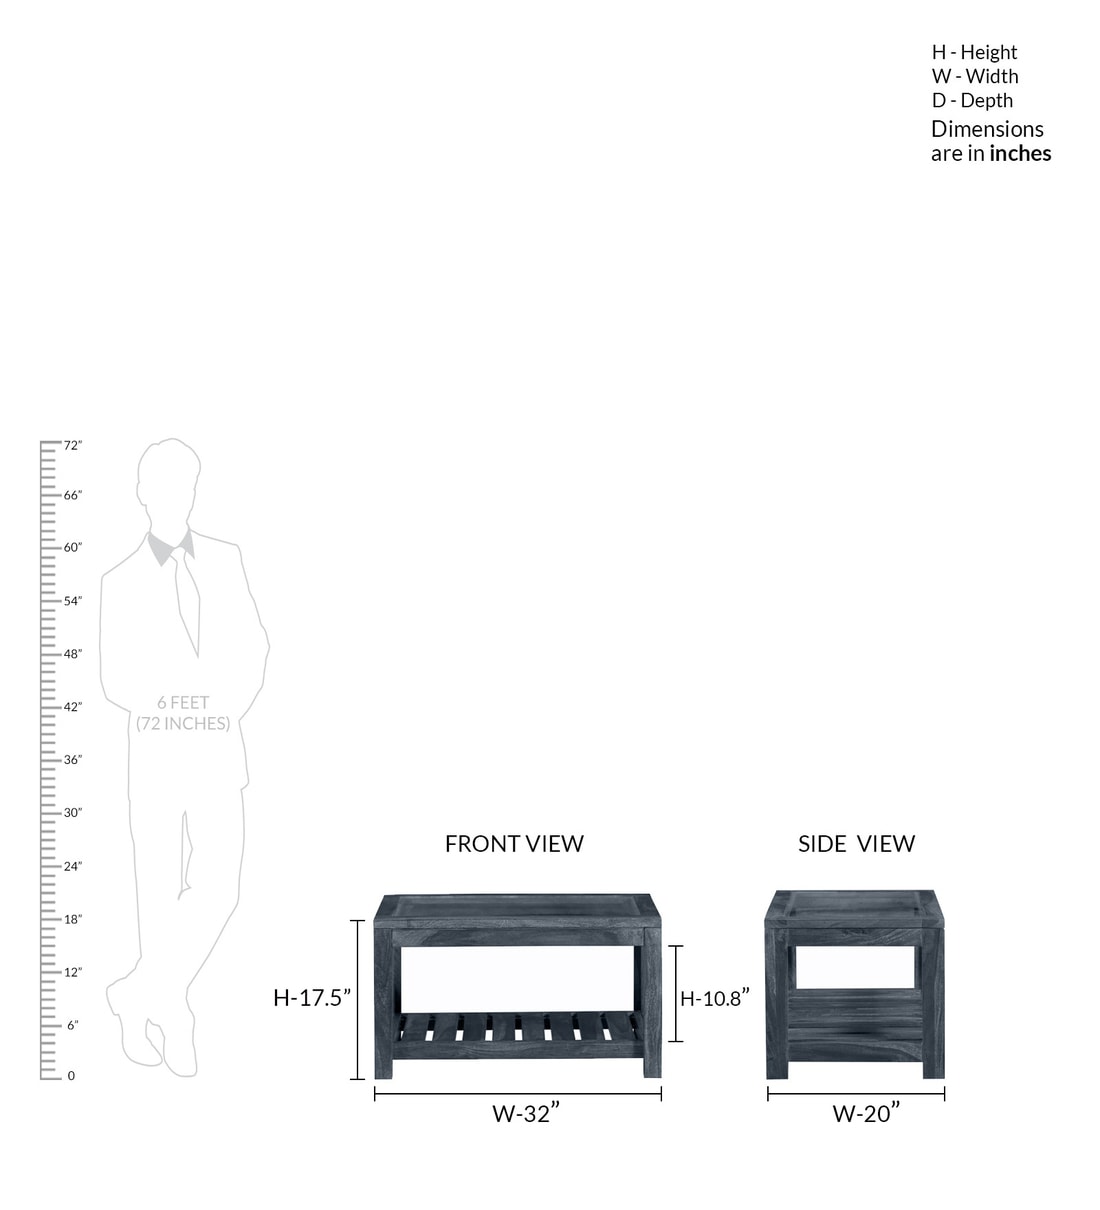 H - Height
W - Width
D - Depth
Dimensions
are in inches
72”
66”
60”
54”
48”
42”
36”
30”
24”
18”
12”
6”
0
6 FEET
(72 INCHES)
FRONT VIEW
SIDE VIEW
H-17.5”
H-10.8”
W-32”
W-20”